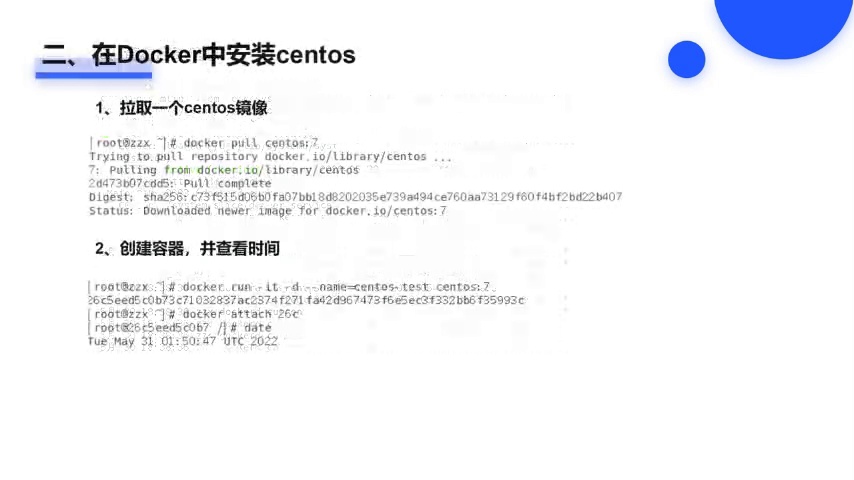 二、在Docker中安装centos
1、拉取一个centos镜像
[root@zzx ~]# docker pull centos:7
Trying to pull repository docker.io/library/centos ...
7: Pulling from docker.io/library/centos
2d473b07cdd5: Pull complete
Digest: sha256:c73f515d06b0fa07bb18d8202035e739a494ce760aa73129f60f4bf2bd22b407
Status: Downloaded newer image for docker.io/centos:7
2、创建容器，并查看时间
[root@zzx ~]# docker run -it -d --name=centos-test centos:7
26c5eed5c0b73c71032837ac2374f271fa42d967473f6e5ec3f332bb6f35993c
[root@zzx ~]# docker attach 26c
[root@26c5eed5c0b7 /]# date
Tue May 31 01:50:47 UTC 2022